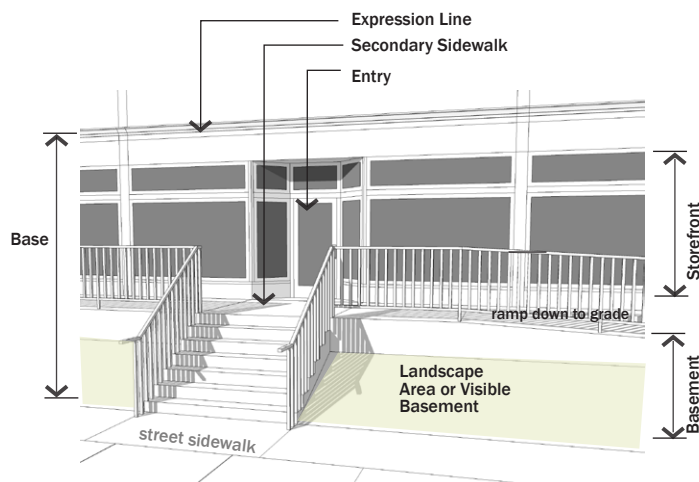 Expression Line
Secondary Sidewalk
Entry
Base
Storefront
ramp down to grade
Basement
Landscape
Area or Visible
Basement
street sidewalk